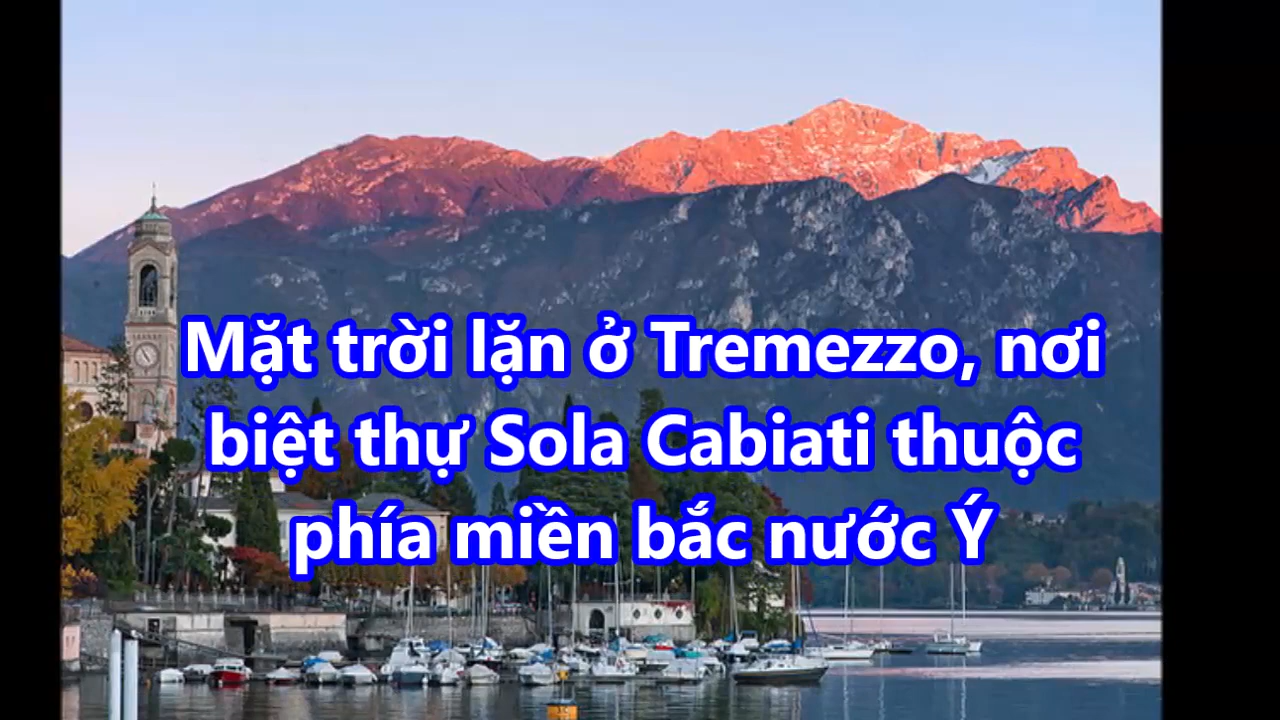 Mặt trời lặn ở Tremezzo, nơi
biệt thự Sola Cabiati thuộc
phía miền bắc nước Ý